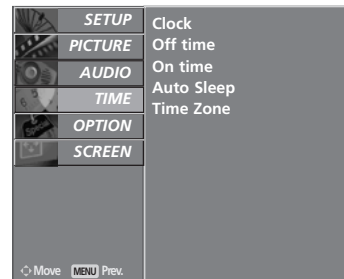 SETUP
PICTURE
AUDIO
TIME
OPTION
SCREEN
Clock
Off time
On time
Auto Sleep
Time Zone
Move MENU Prev.